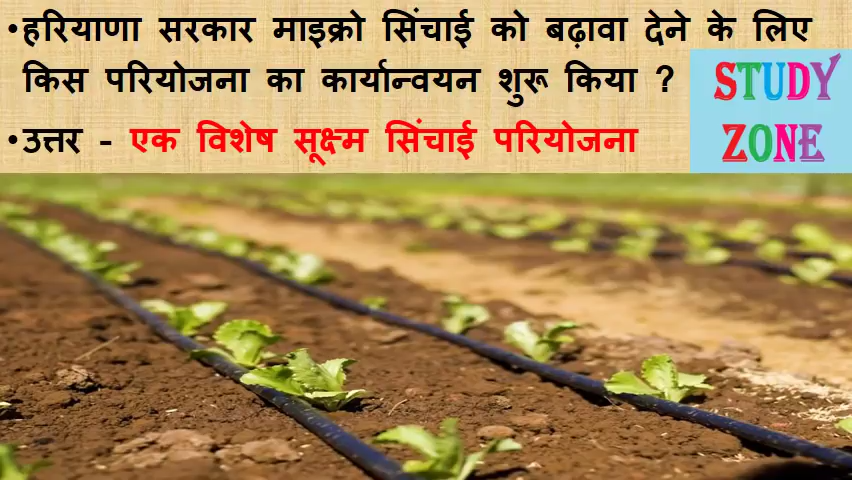 •हरियाणा सरकार माइक्रो सिंचाई को बढ़ावा देने के लिए
किस परियोजना का कार्यान्वयन शुरू किया ?
•उत्तर - एक विशेष सूक्ष्म सिंचाई परियोजना
STUDY
ZONE